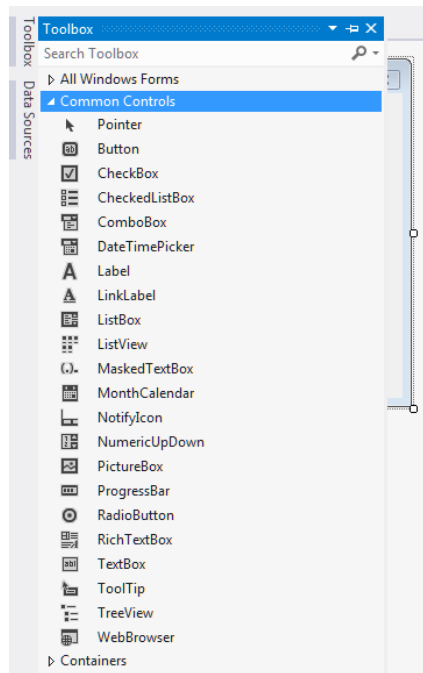 Toolbox
Data Sources
Toolbox
Search Toolbox
All Windows Forms
Common Controls
Pointer
Button
CheckBox
CheckedListBox
ComboBox
DateTimePicker
Label
LinkLabel
ListBox
ListView
MaskedTextBox
MonthCalendar
NotifyIcon
NumericUpDown
PictureBox
ProgressBar
RadioButton
RichTextBox
TextBox
ToolTip
TreeView
WebBrowser
Containers